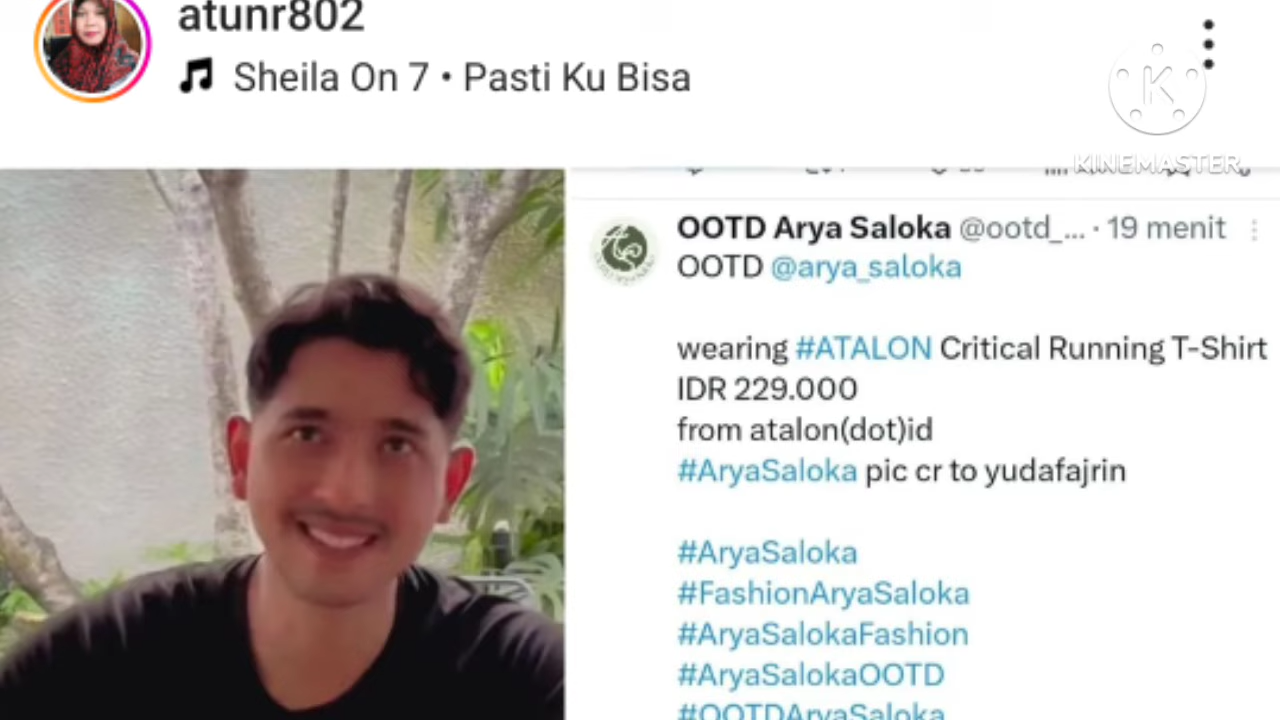 atunr802
Sheila On 7 • Pasti Ku Bisa
KINEMASTER
OOTD Arya Saloka @ootd_... · 19 menit
OOTD @arya_saloka
wearing #ATALON Critical Running T-Shirt
IDR 229.000
from atalon(dot)id
#AryaSaloka pic cr to yudafajrin
#AryaSaloka
#FashionAryaSaloka
#AryaSalokaFashion
#AryaSalokaOOTD
#OOTDAryaSaloka